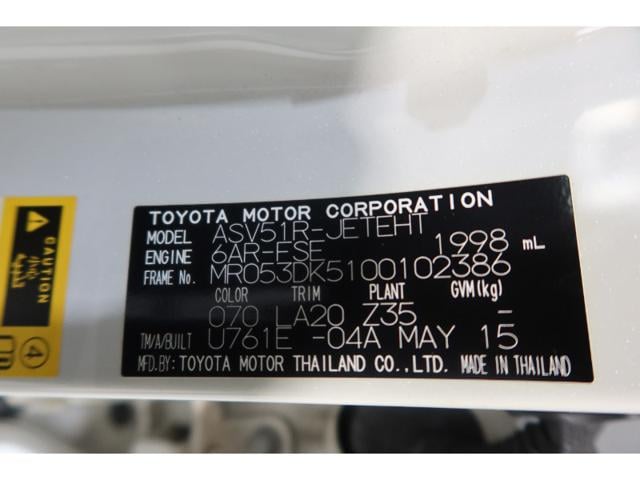 TOYOTA MOTOR CORPORATION
MODEL ASV51R-JETEHT
ENGINE 6AR-FSE 1998 mL
FRAME No. MR053DK5100102386
COLOR TRIM PLANT GVM(kg)
070 LA20 Z35 -
TM/A/BUILT U761E -04A MAY 15
MFD.BY: TOYOTA MOTOR THAILAND CO.,LTD. MADE IN THAILAND
CAUTION
4